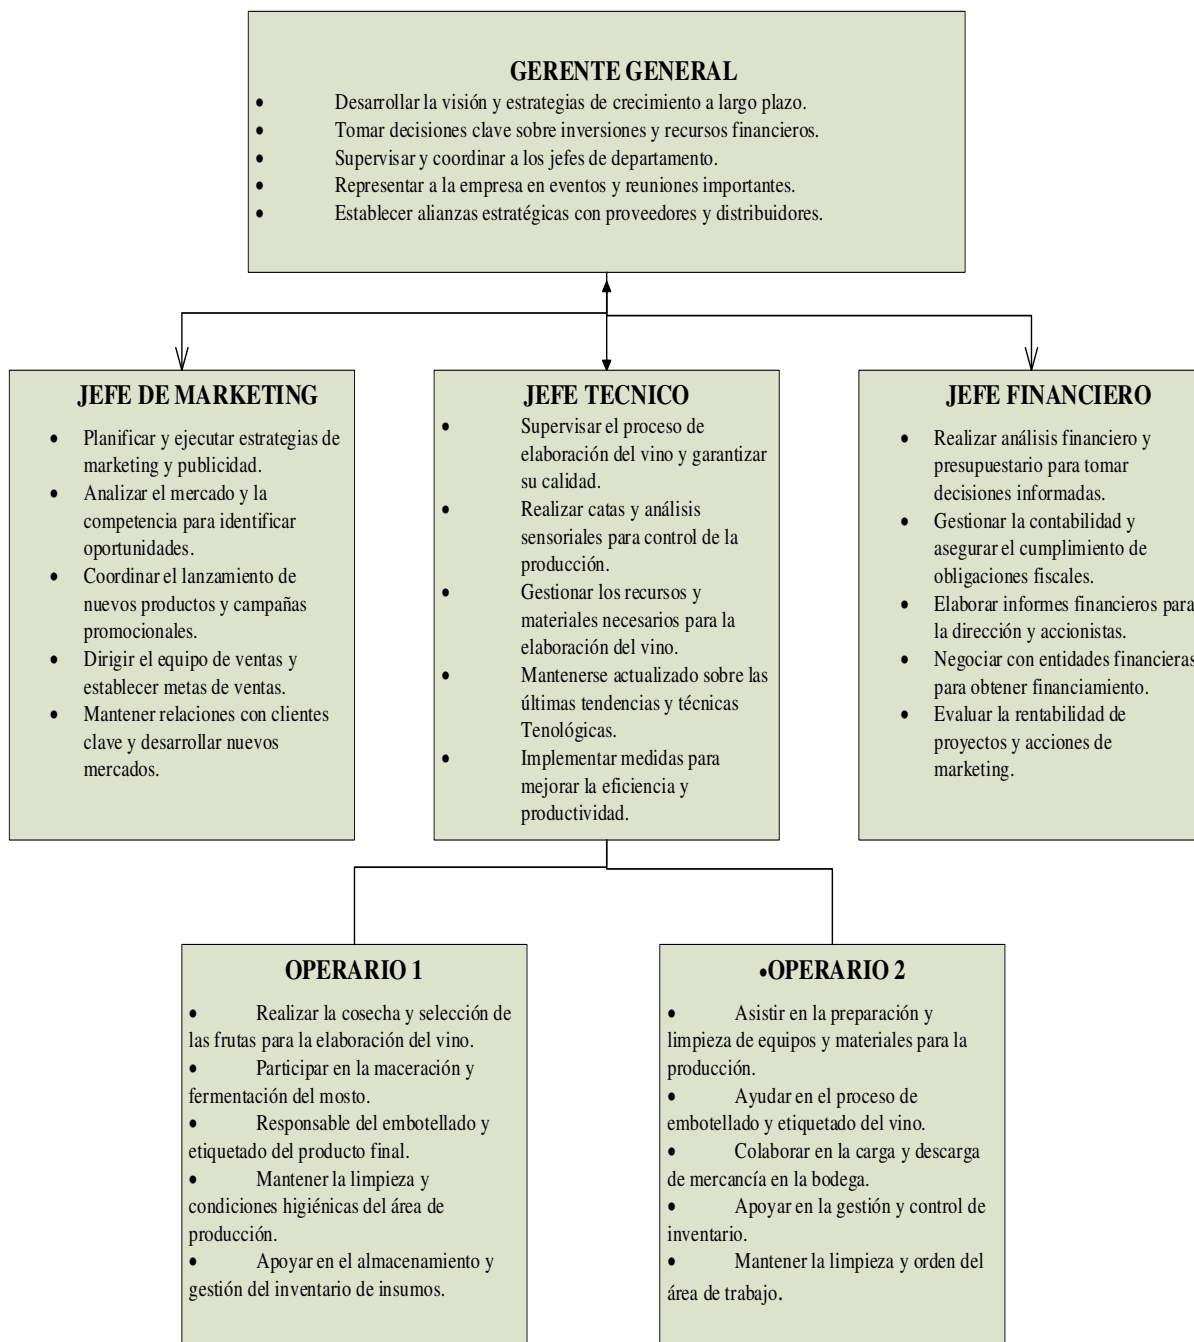 GERENTE GENERAL
• Desarrollar la visión y estrategias de crecimiento a largo plazo.
• Tomar decisiones clave sobre inversiones y recursos financieros.
• Supervisar y coordinar a los jefes de departamento.
• Representar a la empresa en eventos y reuniones importantes.
• Establecer alianzas estratégicas con proveedores y distribuidores.
JEFE DE MARKETING
• Planificar y ejecutar estrategias de
marketing y publicidad.
• Analizar el mercado y la
competencia para identificar
oportunidades.
• Coordinar el lanzamiento de
nuevos productos y campañas
promocionales.
• Dirigir el equipo de ventas y
establecer metas de ventas.
• Mantener relaciones con clientes
clave y desarrollar nuevos
mercados.
JEFE TECNICO
• Supervisar el proceso de
elaboración del vino y garantizar
su calidad.
• Realizar catas y análisis
sensoriales para control de la
producción.
• Gestionar los recursos y
materiales necesarios para la
elaboración del vino.
• Mantenerse actualizado sobre las
últimas tendencias y técnicas
Tenológicas.
• Implementar medidas para
mejorar la eficiencia y
productividad.
JEFE FINANCIERO
• Realizar análisis financiero y
presupuestario para tomar
decisiones informadas.
• Gestionar la contabilidad y
asegurar el cumplimiento de
obligaciones fiscales.
• Elaborar informes financieros para
la dirección y accionistas.
• Negociar con entidades financieras
para obtener financiamiento.
• Evaluar la rentabilidad de
proyectos y acciones de
marketing.
OPERARIO 1
• Realizar la cosecha y selección de
las frutas para la elaboración del vino.
• Participar en la maceración y
fermentación del mosto.
• Responsable del embotellado y
etiquetado del producto final.
• Mantener la limpieza y
condiciones higiénicas del área de
producción.
• Apoyar en el almacenamiento y
gestión del inventario de insumos.
•OPERARIO 2
• Asistir en la preparación y
limpieza de equipos y materiales para la
producción.
• Ayudar en el proceso de
embotellado y etiquetado del vino.
• Colaborar en la carga y descarga
de mercancía en la bodega.
• Apoyar en la gestión y control de
inventario.
• Mantener la limpieza y orden del
área de trabajo.